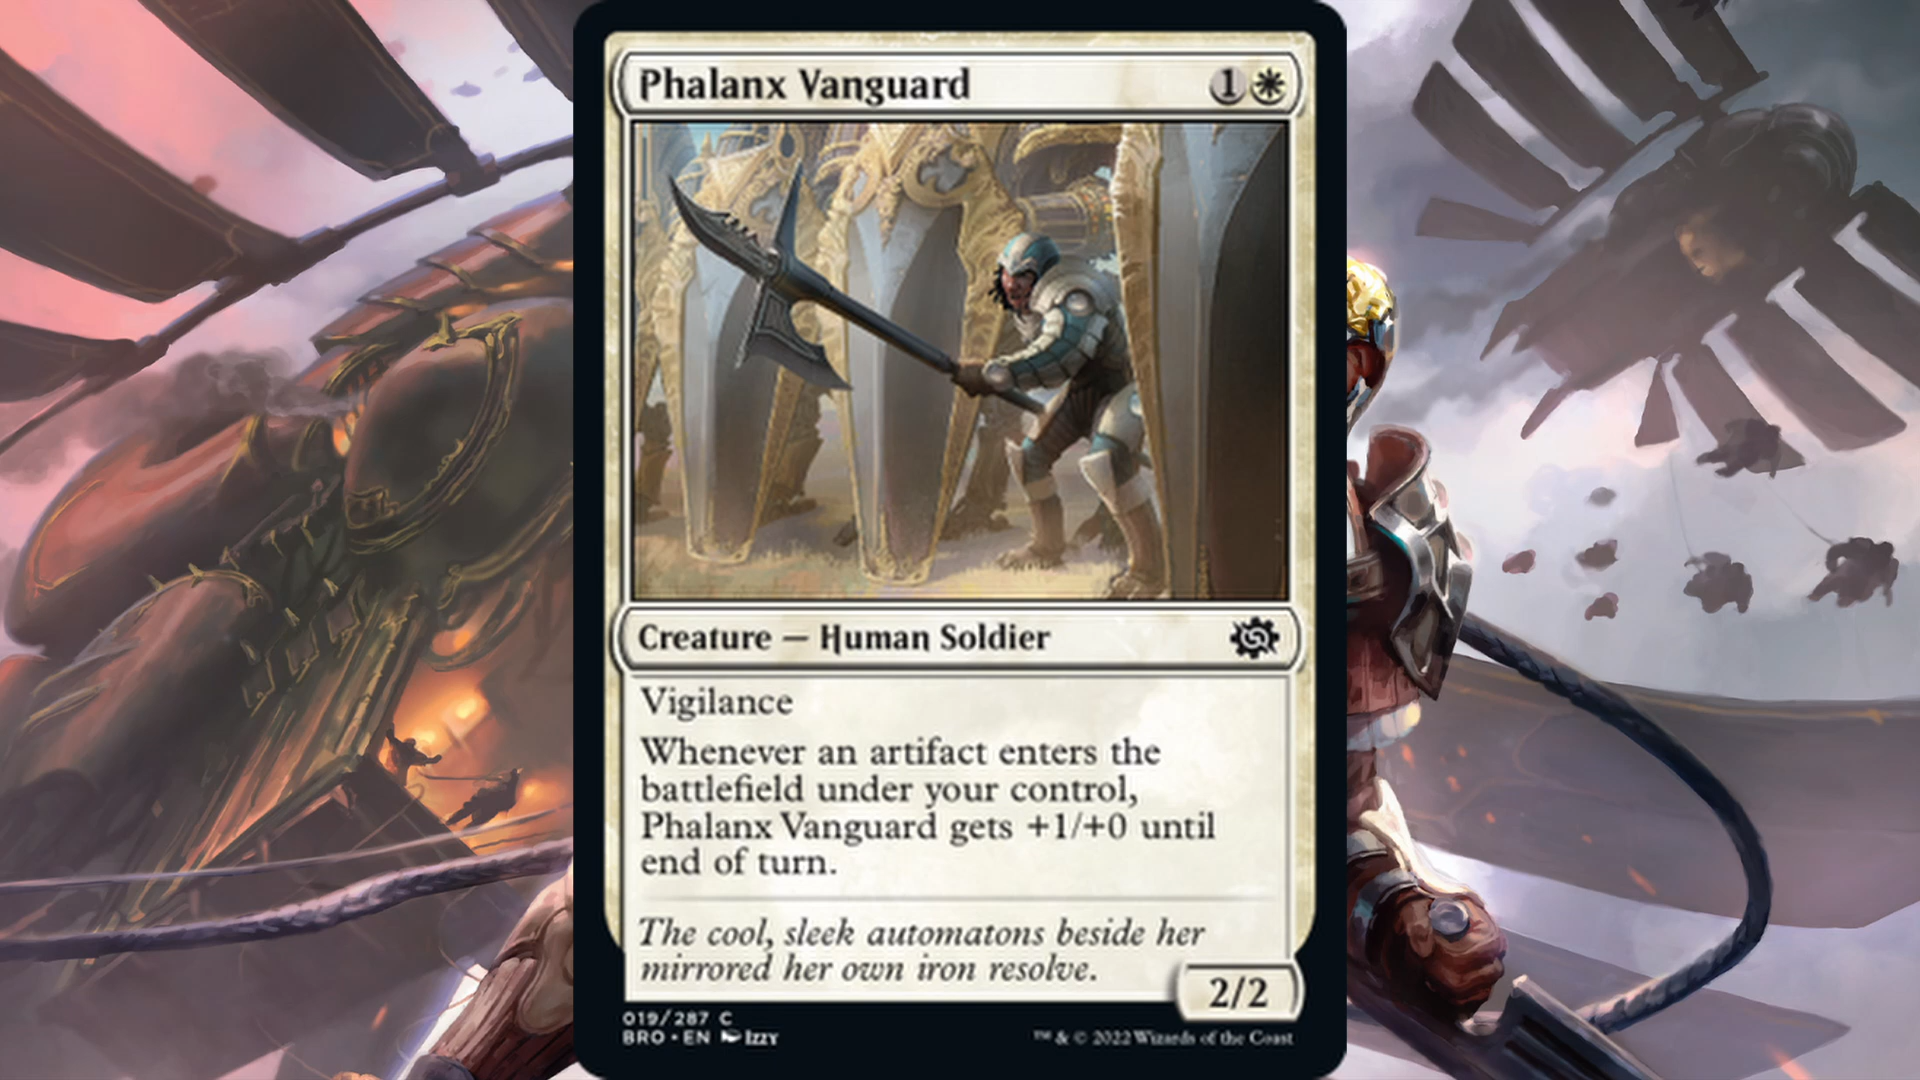 Phalanx Vanguard 1
Creature — Human Soldier
Vigilance
Whenever an artifact enters the
battlefield under your control,
Phalanx Vanguard gets +1/+0 until
end of turn.
The cool, sleek automatons beside her
mirrored her own iron resolve.
2/2
019/287 C
BRO • EN Izzy
™ & © 2022 Wizards of the Coast